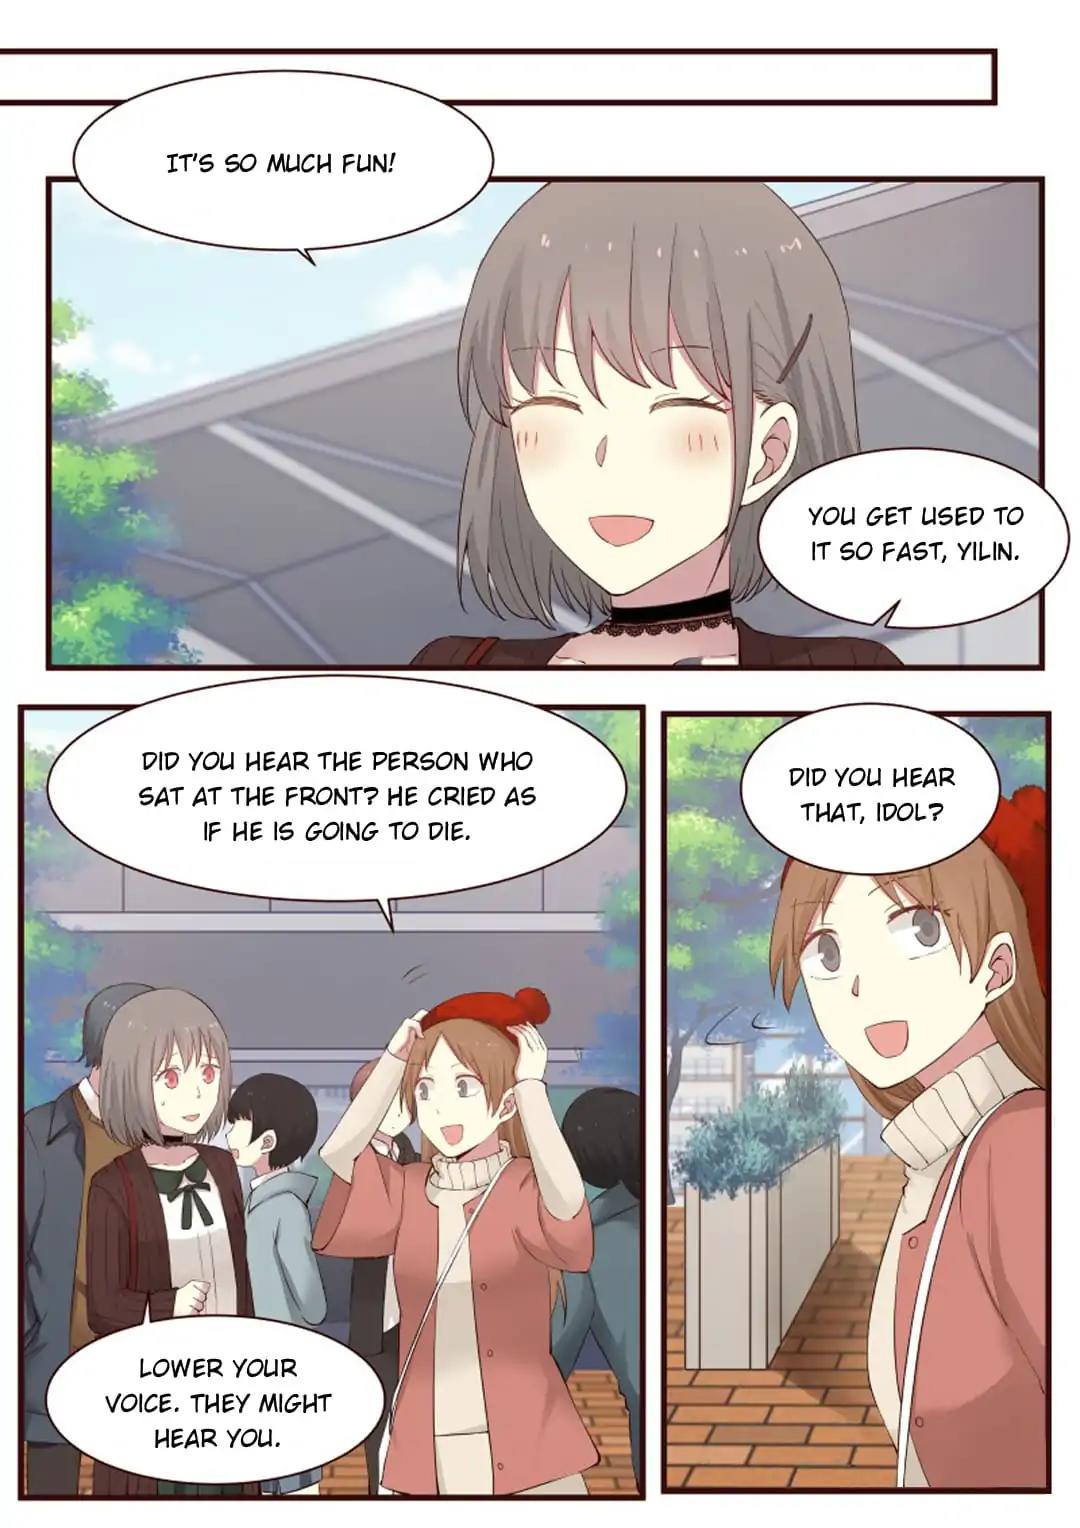 IT'S SO MUCH FUN!
YOU GET USED TO
IT SO FAST, YILIN.
DID YOU HEAR THE PERSON WHO
SAT AT THE FRONT? HE CRIED AS
IF HE IS GOING TO DIE.
LOWER YOUR
VOICE. THEY MIGHT
HEAR YOU.
DID YOU HEAR
THAT, IDOL?